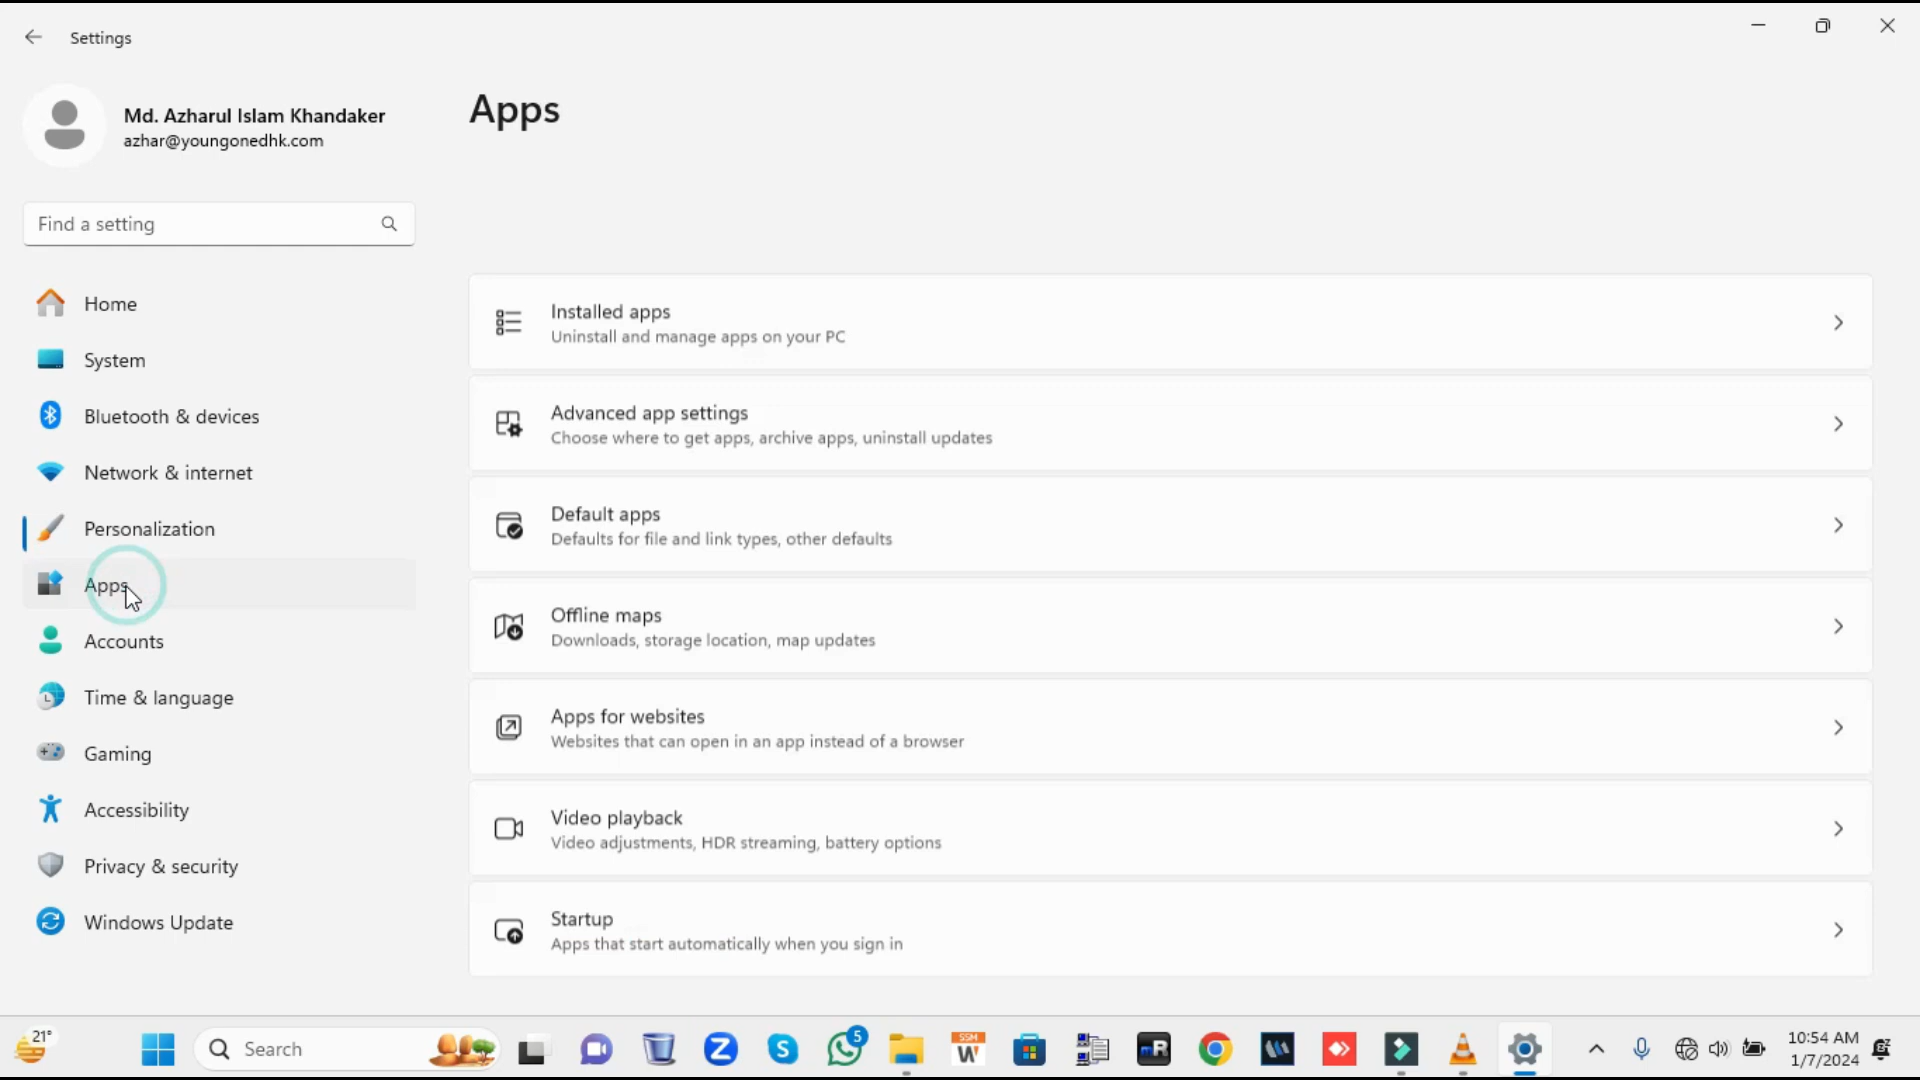 Settings
Md. Azharul Islam Khandaker
azhar@youngonedhk.com
Find a setting
Home
System
Bluetooth & devices
Network & internet
Personalization
Apps
Accounts
Time & language
Gaming
Accessibility
Privacy & security
Windows Update
Apps
Installed apps
Uninstall and manage apps on your PC
Advanced app settings
Choose where to get apps, archive apps, uninstall updates
Default apps
Defaults for file and link types, other defaults
Offline maps
Downloads, storage location, map updates
Apps for websites
Websites that can open in an app instead of a browser
Video playback
Video adjustments, HDR streaming, battery options
Startup
Apps that start automatically when you sign in
21°
Search
Z
S
5
SSM
W
R
10:54 AM
1/7/2024